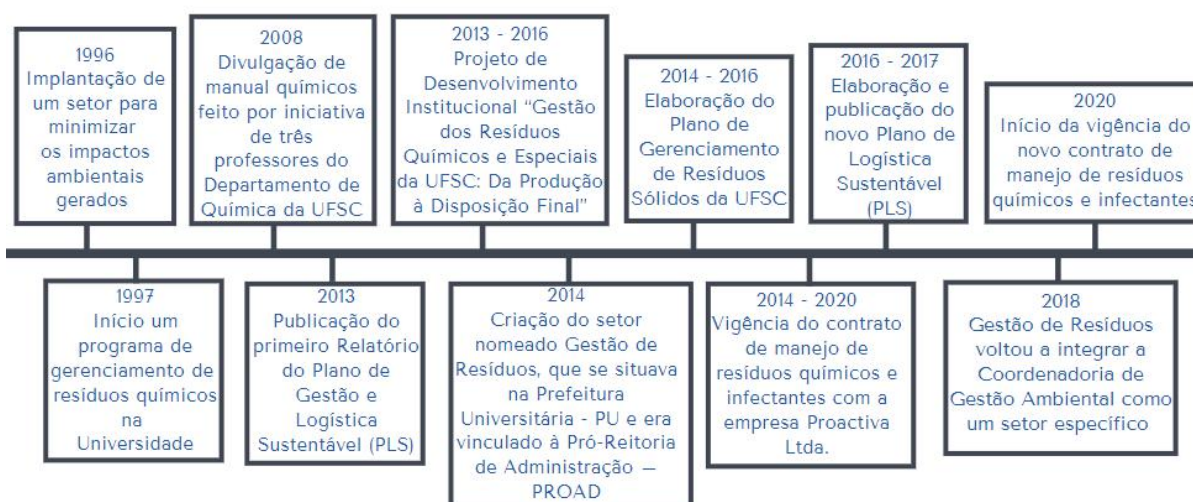 1996
Implantação de
um setor para
minimizar
os impactos
ambientais
gerados
2008
Divulgação de
manual químicos
feito por iniciativa
de três
professores do
Departamento de
Química da UFSC
2013 - 2016
Projeto de
Desenvolvimento
Institucional “Gestão
dos Resíduos
Químicos e Especiais
da UFSC: Da Produção
à Disposição Final”
2014 - 2016
Elaboração do
Plano de
Gerenciamento
de Resíduos
Sólidos da UFSC
2016 - 2017
Elaboração e
publicação do
novo Plano de
Logística
Sustentável
(PLS)
2020
Início da vigência do
novo contrato de
manejo de resíduos
químicos e infectantes
1997
Início um
programa de
gerenciamento de
resíduos químicos
na
Universidade
2013
Publicação do
primeiro Relatório
do Plano de
Gestão e
Logística
Sustentável (PLS)
2014
Criação do setor
nomeado Gestão de
Resíduos, que se situava
na Prefeitura
Universitária - PU e era
vinculado à Pró-Reitoria
de Administração –
PROAD
2014 - 2020
Vigência do contrato
de manejo de
resíduos químicos e
infectantes com a
empresa Proactiva
Ltda.
2018
Gestão de Resíduos
voltou a integrar a
Coordenadoria de
Gestão Ambiental como
um setor específico